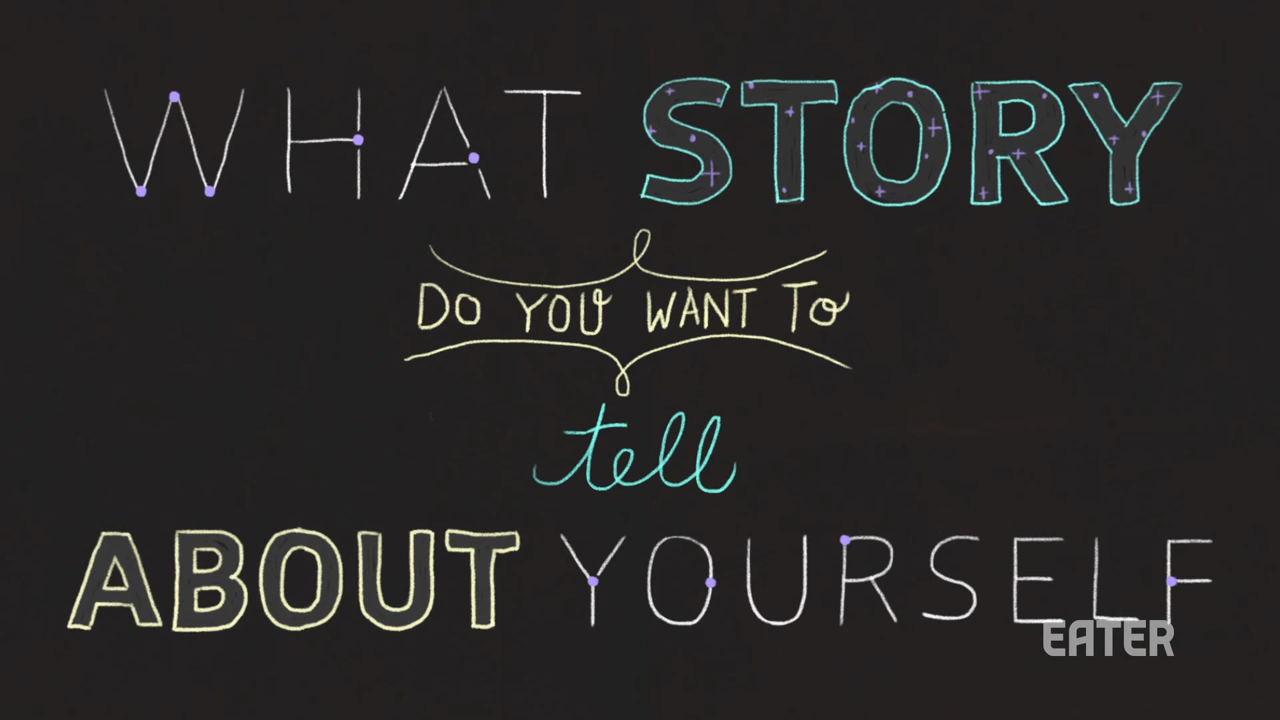 WHAT STORY
DO YOU WANT TO
tell
ABOUT YOURSELF
EATER